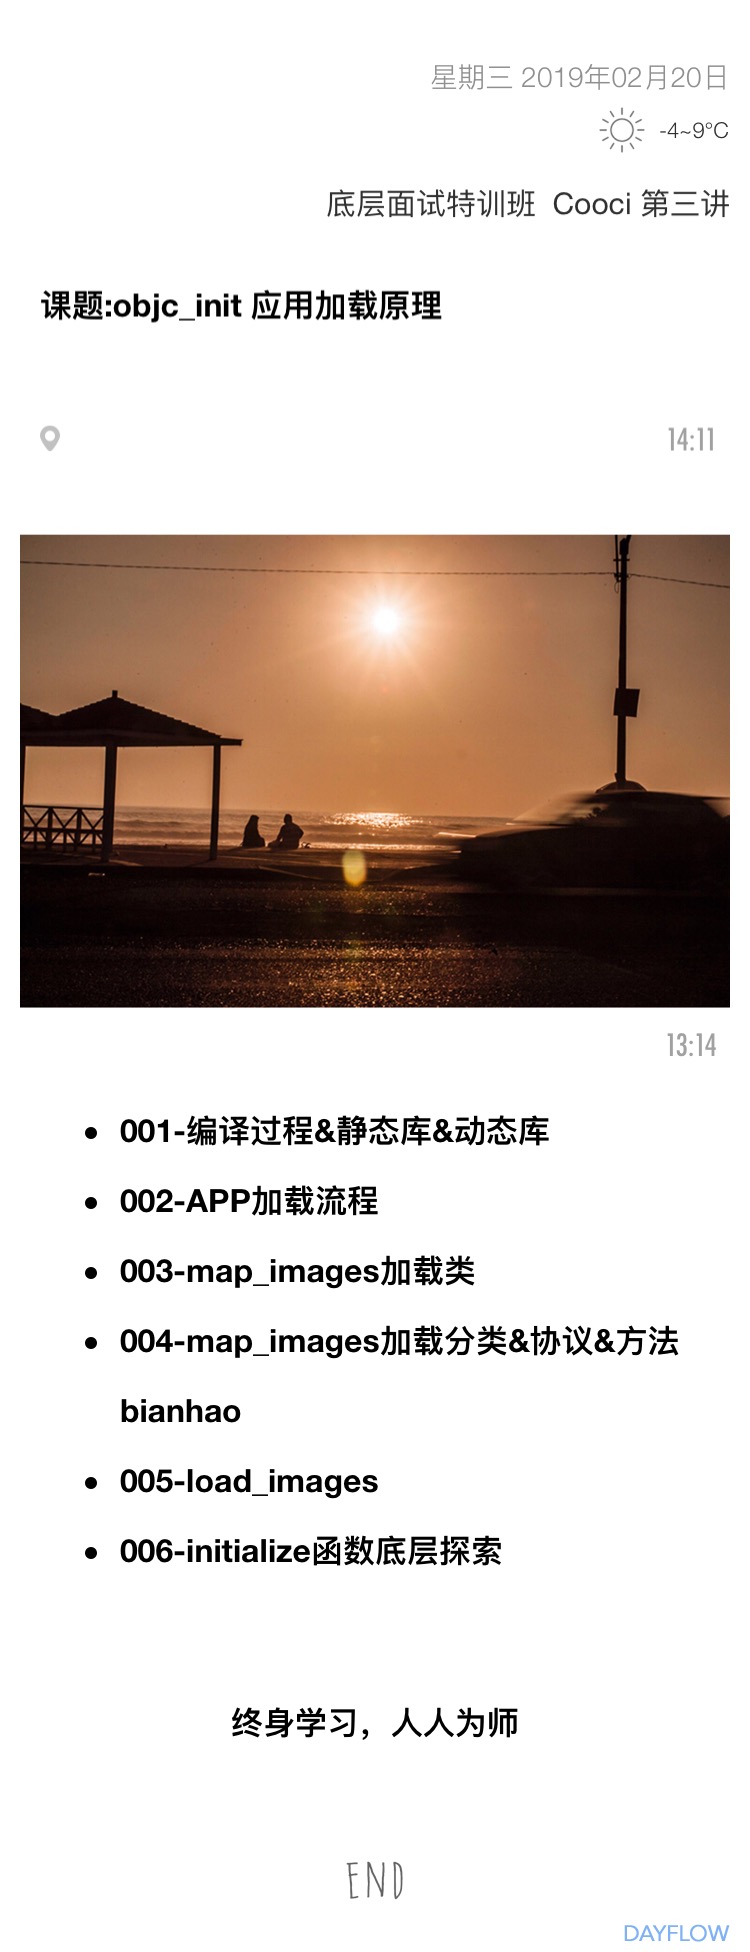 星期三 2019年02月20日
-4~9°C
底层面试特训班 Cooci 第三讲
课题:objc_init 应用加载原理
14:11
13:14
• 001-编译过程&静态库&动态库
• 002-APP加载流程
• 003-map_images加载类
• 004-map_images加载分类&协议&方法
bianhao
• 005-load_images
• 006-initialize函数底层探索
终身学习，人人为师
END
DAYFLOW